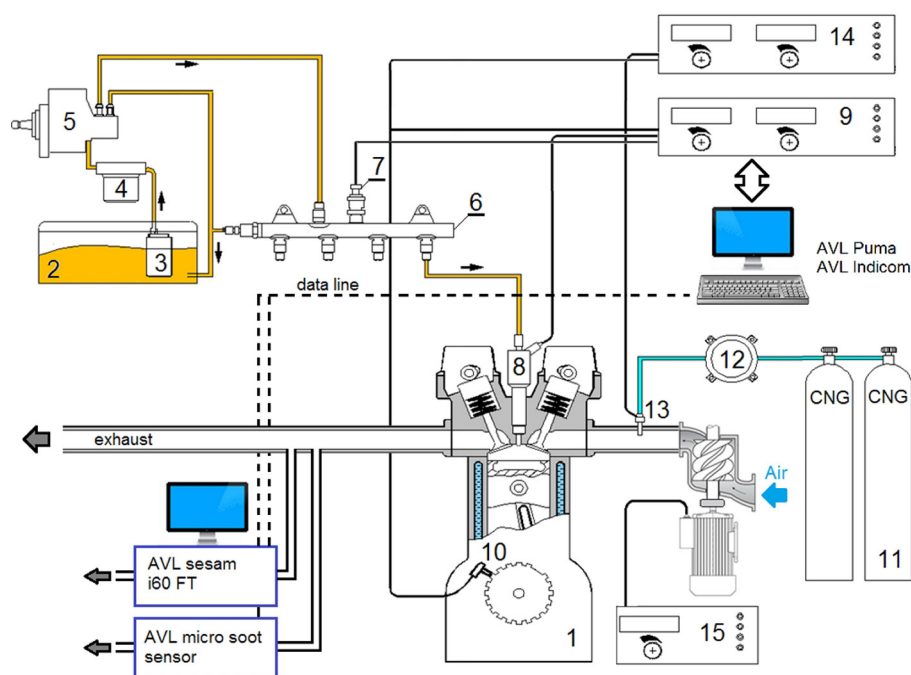 14
5
9
7
4
6
2
3
AVL Puma
AVL Indicom
data line
8
12
13
CNG
CNG
exhaust
Air
10
11
AVL sesam
i60 FT
1
15
AVL micro soot
sensor